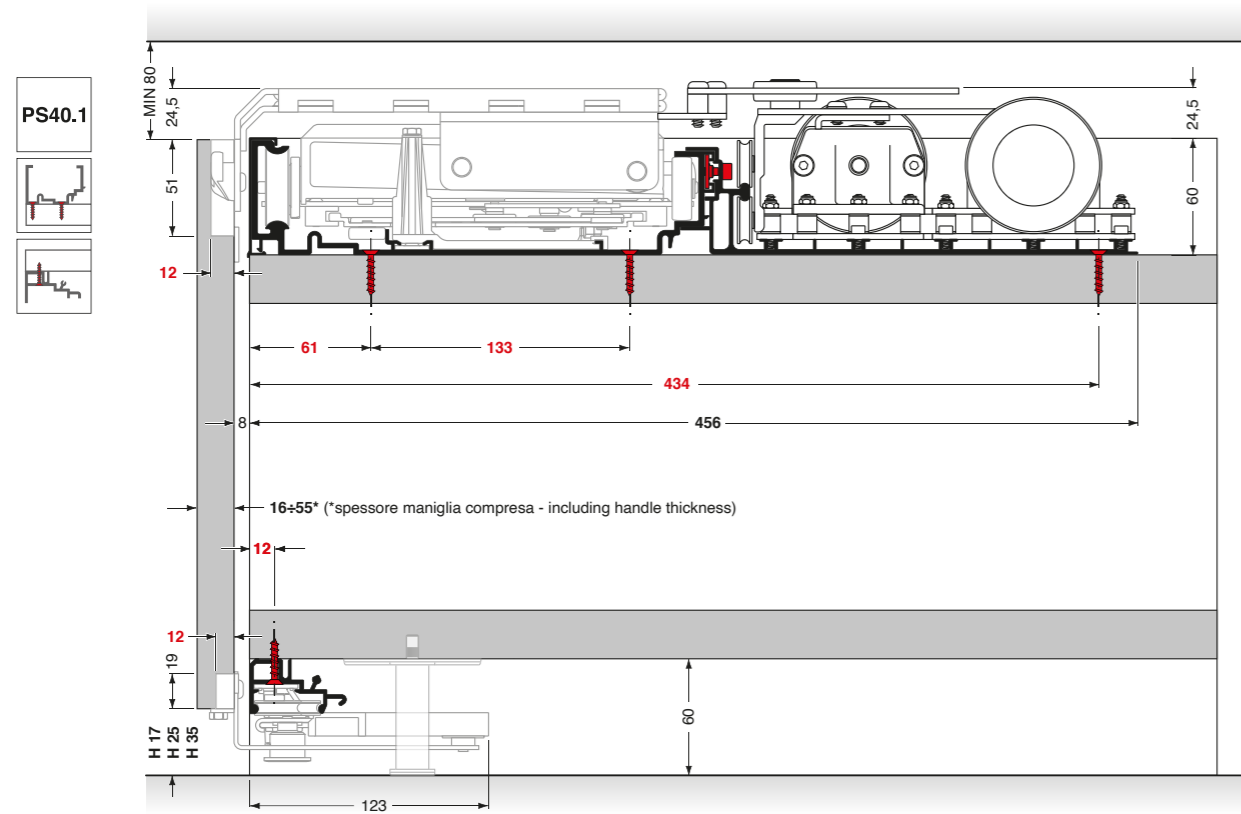 PS40.1
MIN 80
24,5
24,5
51
60
12
61
133
434
8
456
16÷55* (*spessore maniglia compresa - including handle thickness)
12
12
19
H 17
H 25
H 35
60
123